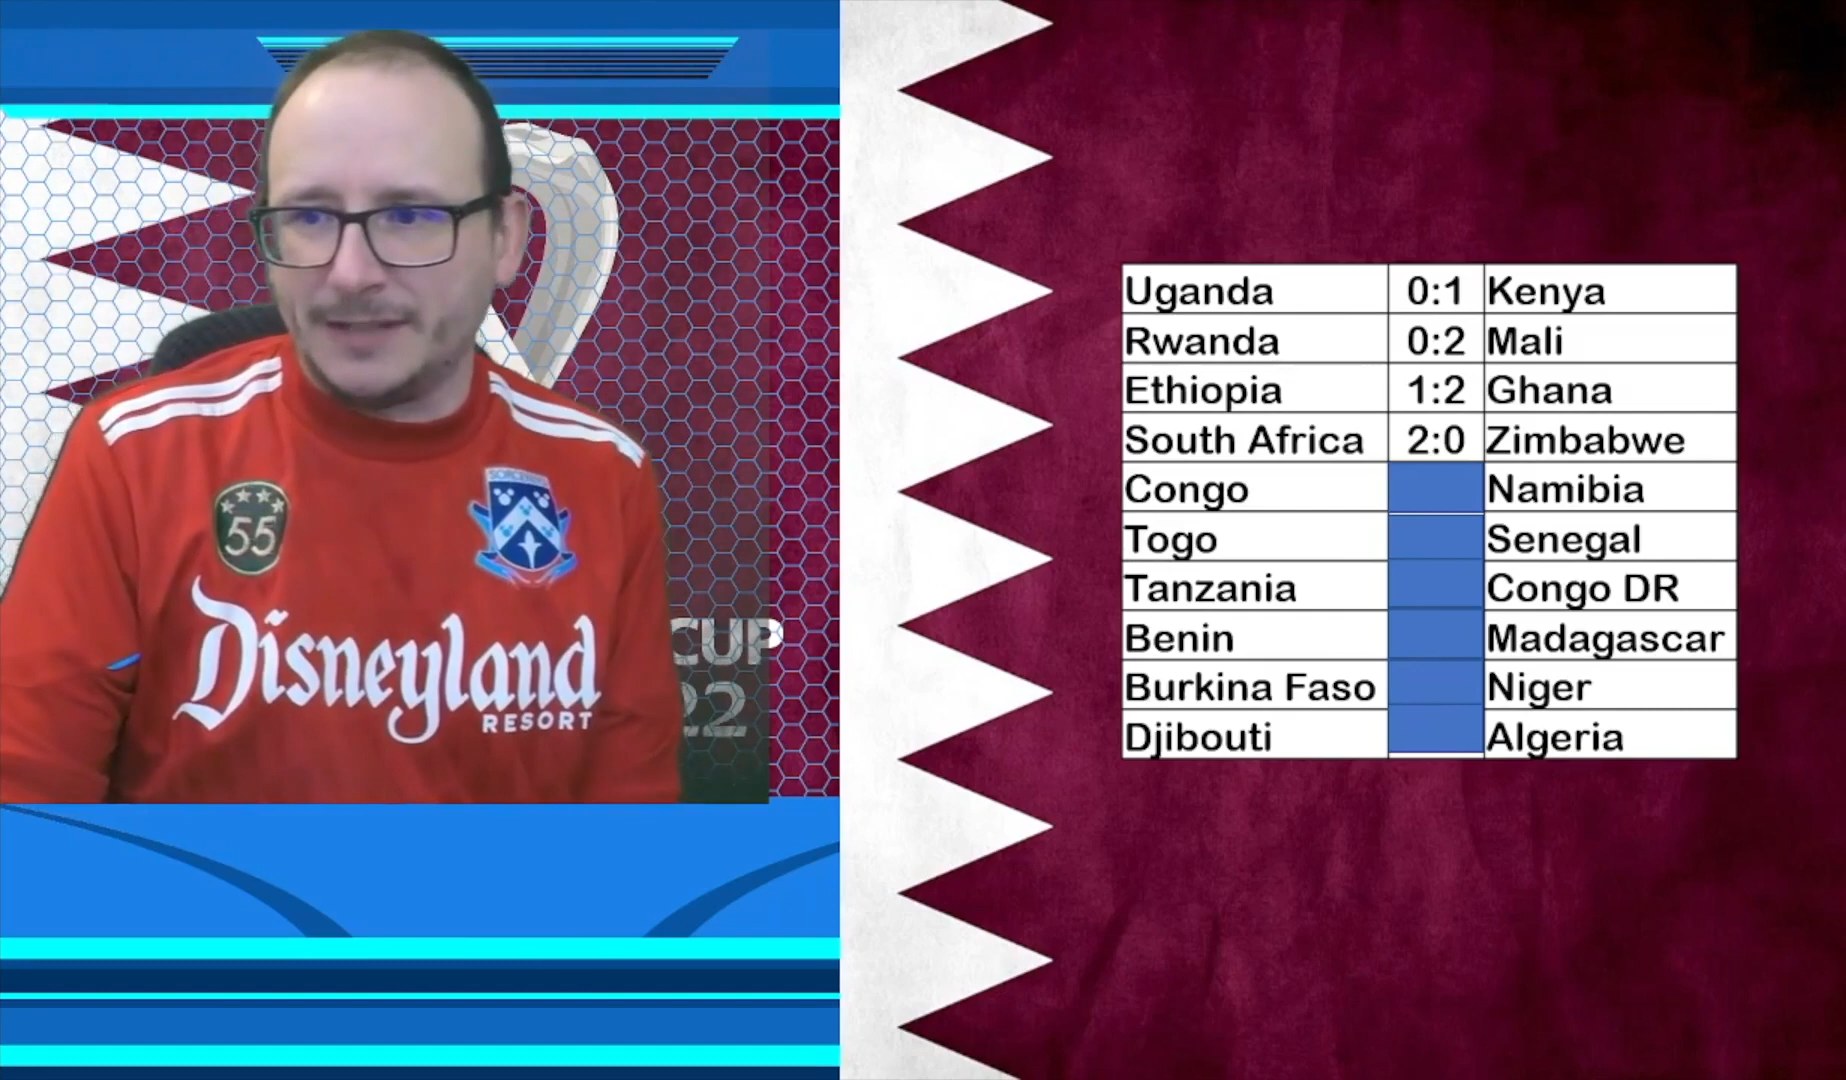 SORCERERS
55
Disneyland
RESORT
CUP
22
Uganda 0:1 Kenya
Rwanda 0:2 Mali
Ethiopia 1:2 Ghana
South Africa 2:0 Zimbabwe
Congo Namibia
Togo Senegal
Tanzania Congo DR
Benin Madagascar
Burkina Faso Niger
Djibouti Algeria